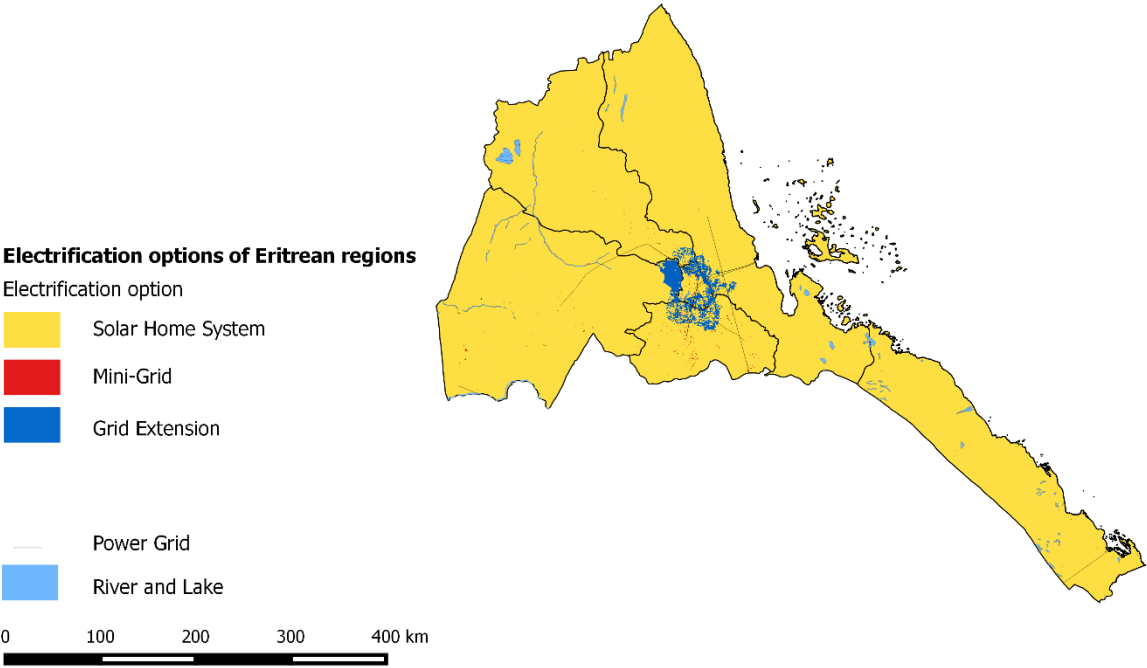 Electrification options of Eritrean regions
Electrification option
Solar Home System
Mini-Grid
Grid Extension
Power Grid
River and Lake
0 100 200 300 400 km